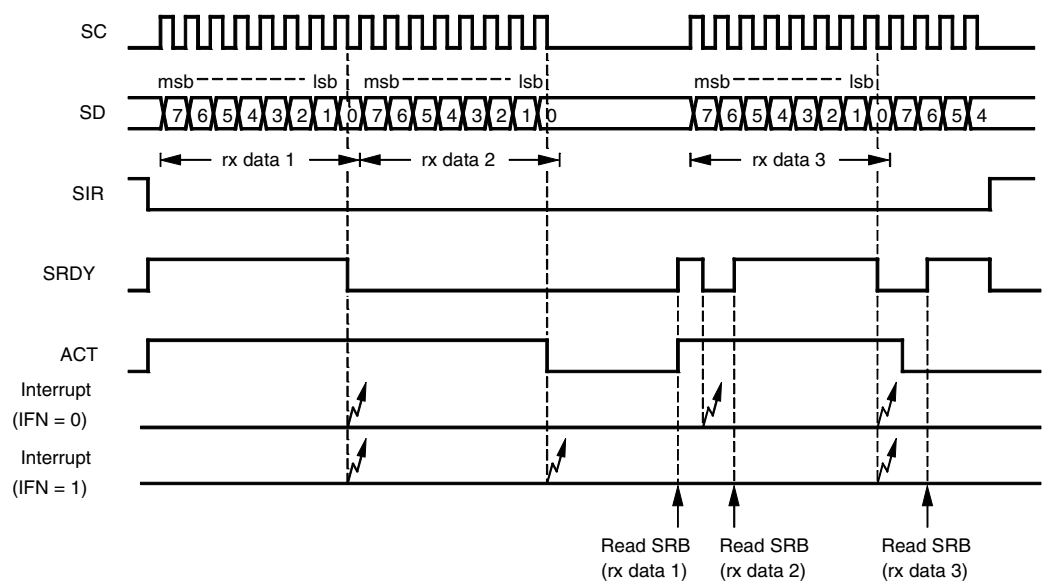 SC
msb lsb msb lsb msb lsb
SD 7 6 5 4 3 2 1 0 7 6 5 4 3 2 1 0 7 6 5 4 3 2 1 0 7 6 5 4
rx data 1 rx data 2 rx data 3
SIR
SRDY
ACT
Interrupt
(IFN = 0)
Interrupt
(IFN = 1)
Read SRB Read SRB Read SRB
(rx data 1) (rx data 2) (rx data 3)